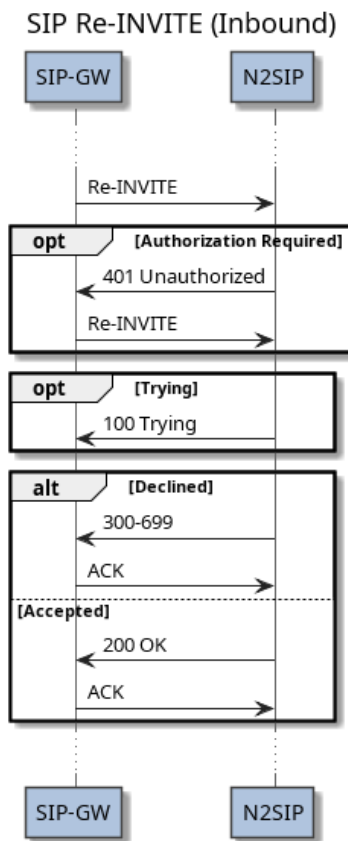 SIP Re-INVITE (Inbound)
SIP-GW
N2SIP
Re-INVITE
opt
[Authorization Required]
401 Unauthorized
Re-INVITE
opt
[Trying]
100 Trying
alt
[Declined]
300-699
ACK
[Accepted]
200 OK
ACK
SIP-GW
N2SIP